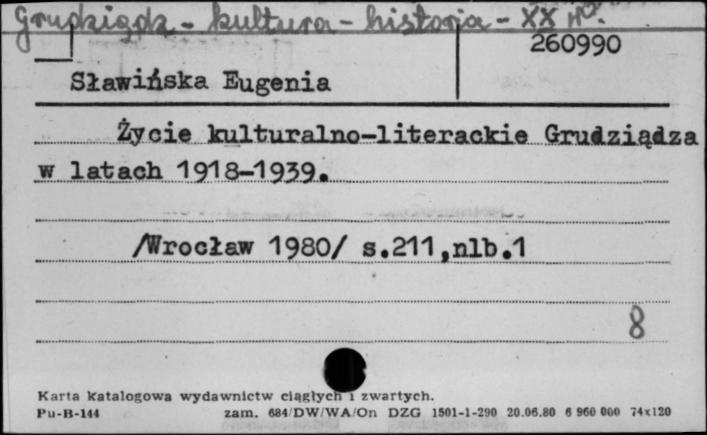 Grudziądz - kultura - historia - XX w.
260990
Sławińska Eugenia
Życie kulturalno-literackie Grudziądza
w latach 1918-1939.
/Wrocław 1980/ s.211,nlb.1
8
Karta katalogowa wydawnictw ciągłych i zwartych.
Pu-B-144 zam. 684/DW/WA/On DZG 1501-1-290 20.06.80 6 960 000 74x120